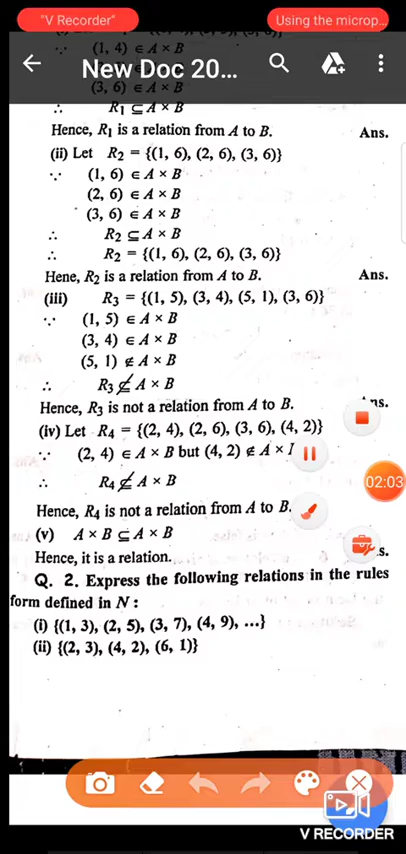 "V Recorder"
Using the microp...
(1, 4) ∈ A × B
New Doc 20...
(3, 6) ∈ A × B
∴ R₁ ⊆ A × B
Hence, R₁ is a relation from A to B. Ans.
(ii) Let R₂ = {(1, 6), (2, 6), (3, 6)}
∵ (1, 6) ∈ A × B
(2, 6) ∈ A × B
(3, 6) ∈ A × B
∴ R₂ ⊆ A × B
∴ R₂ = {(1, 6), (2, 6), (3, 6)}
Hene, R₂ is a relation from A to B. Ans.
(iii) R₃ = {(1, 5), (3, 4), (5, 1), (3, 6)}
∵ (1, 5) ∈ A × B
(3, 4) ∈ A × B
(5, 1) ∉ A × B
∴ R₃ ⊈ A × B
Hence, R₃ is not a relation from A to B. ns.
(iv) Let R₄ = {(2, 4), (2, 6), (3, 6), (4, 2)}
∵ (2, 4) ∈ A × B but (4, 2) ∉ A ×
02:03
∴ R₄ ⊈ A × B
Hence, R₄ is not a relation from A to B.
(v) A × B ⊆ A × B
Hence, it is a relation. s.
Q. 2. Express the following relations in the rules
form defined in N :
(i) {(1, 3), (2, 5), (3, 7), (4, 9), ...}
(ii) {(2, 3), (4, 2), (6, 1)}
V RECORDER